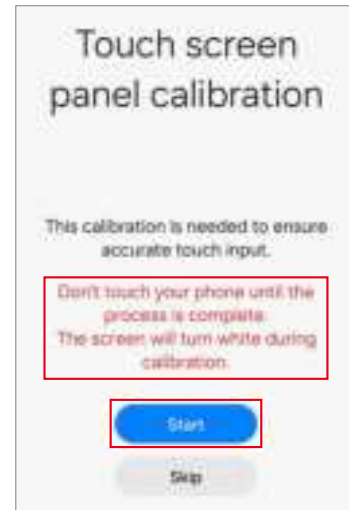 Touch screen
panel calibration
This calibration is needed to ensure
accurate touch input.
Don't touch your phone until the
process is complete.
The screen will turn white during
calibration.
Start
Skip